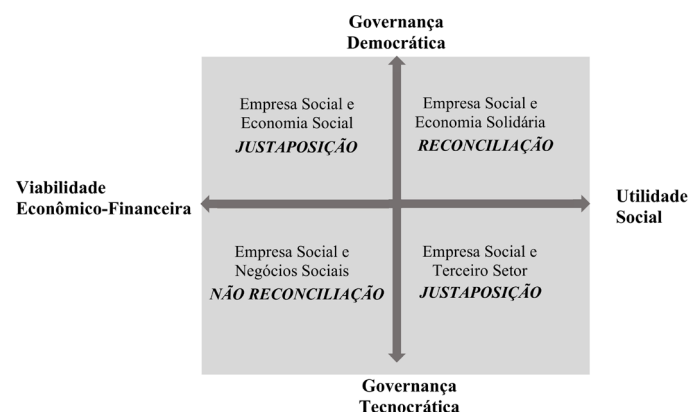 Governança
Democrática
Empresa Social e
Economia Social
JUSTAPOSIÇÃO
Empresa Social e
Economia Solidária
RECONCILIAÇÃO
Viabilidade
Econômico-Financeira
Utilidade
Social
Empresa Social e
Negócios Sociais
NÃO RECONCILIAÇÃO
Empresa Social e
Terceiro Setor
JUSTAPOSIÇÃO
Governança
Tecnocrática